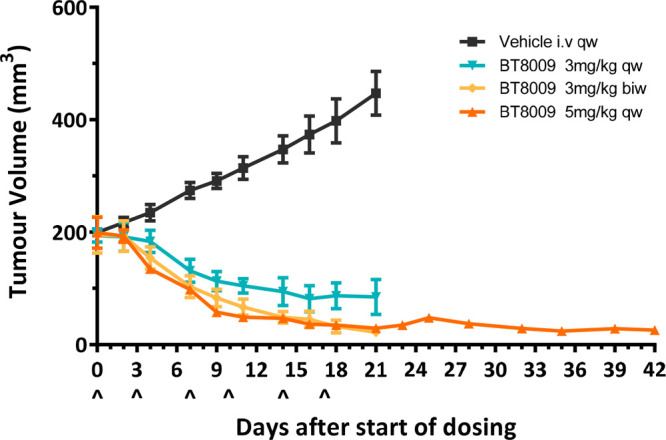 Tumour Volume (mm³)
600
400
200
0
Vehicle i.v qw
BT8009 3mg/kg qw
BT8009 3mg/kg biw
BT8009 5mg/kg qw
0 3 6 9 12 15 18 21 24 27 30 33 36 39 42
^ ^ ^ ^ ^ ^
Days after start of dosing